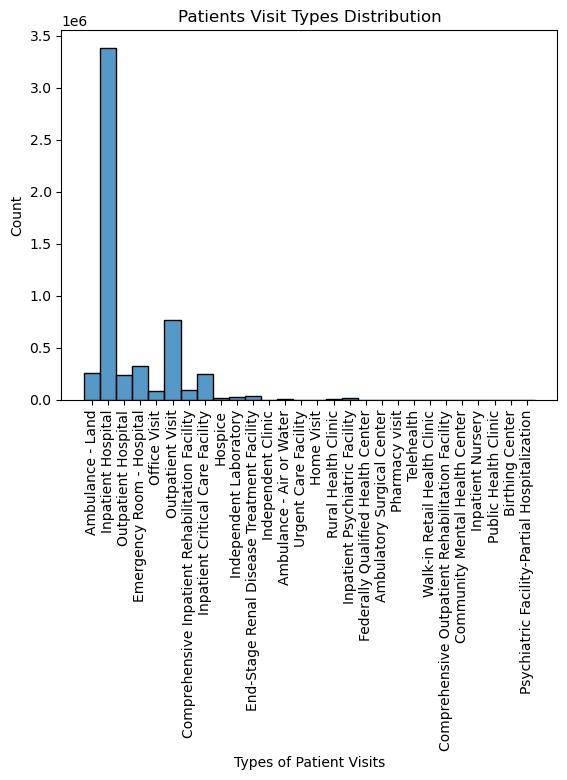 Patients Visit Types Distribution
1e6
3.5
3.0
2.5
2.0
1.5
1.0
0.5
0.0
Count
Ambulance - Land
Inpatient Hospital
Outpatient Hospital
Emergency Room - Hospital
Office Visit
Outpatient Visit
Comprehensive Inpatient Rehabilitation Facility
Inpatient Critical Care Facility
Hospice
Independent Laboratory
End-Stage Renal Disease Treatment Facility
Independent Clinic
Ambulance - Air or Water
Urgent Care Facility
Home Visit
Rural Health Clinic
Inpatient Psychiatric Facility
Federally Qualified Health Center
Ambulatory Surgical Center
Pharmacy visit
Telehealth
Walk-in Retail Health Clinic
Comprehensive Outpatient Rehabilitation Facility
Community Mental Health Center
Inpatient Nursery
Public Health Clinic
Birthing Center
Psychiatric Facility-Partial Hospitalization
Types of Patient Visits